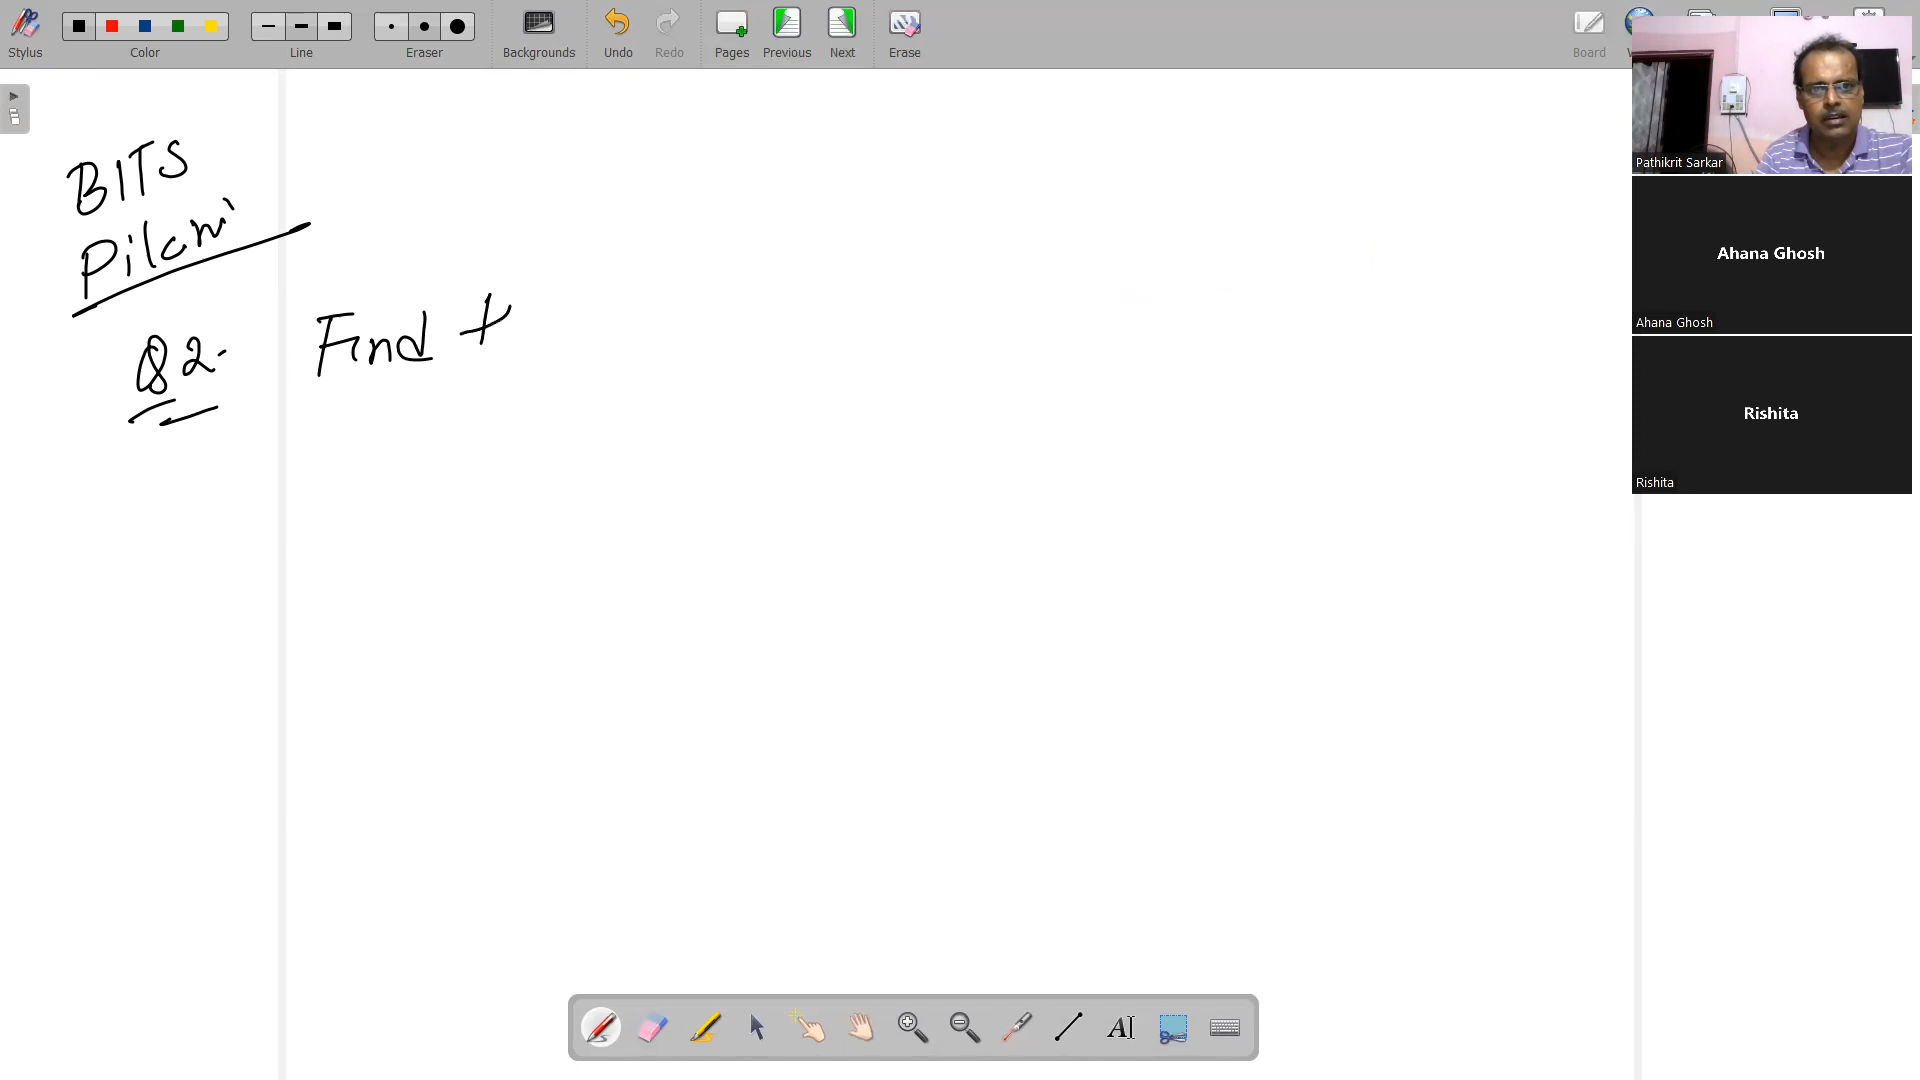 Stylus Color Line Eraser Backgrounds Undo Redo Pages Previous Next Erase Board
BITS
Pilani
Q2. Find t
Pathikrit Sarkar
Ahana Ghosh
Ahana Ghosh
Rishita
Rishita